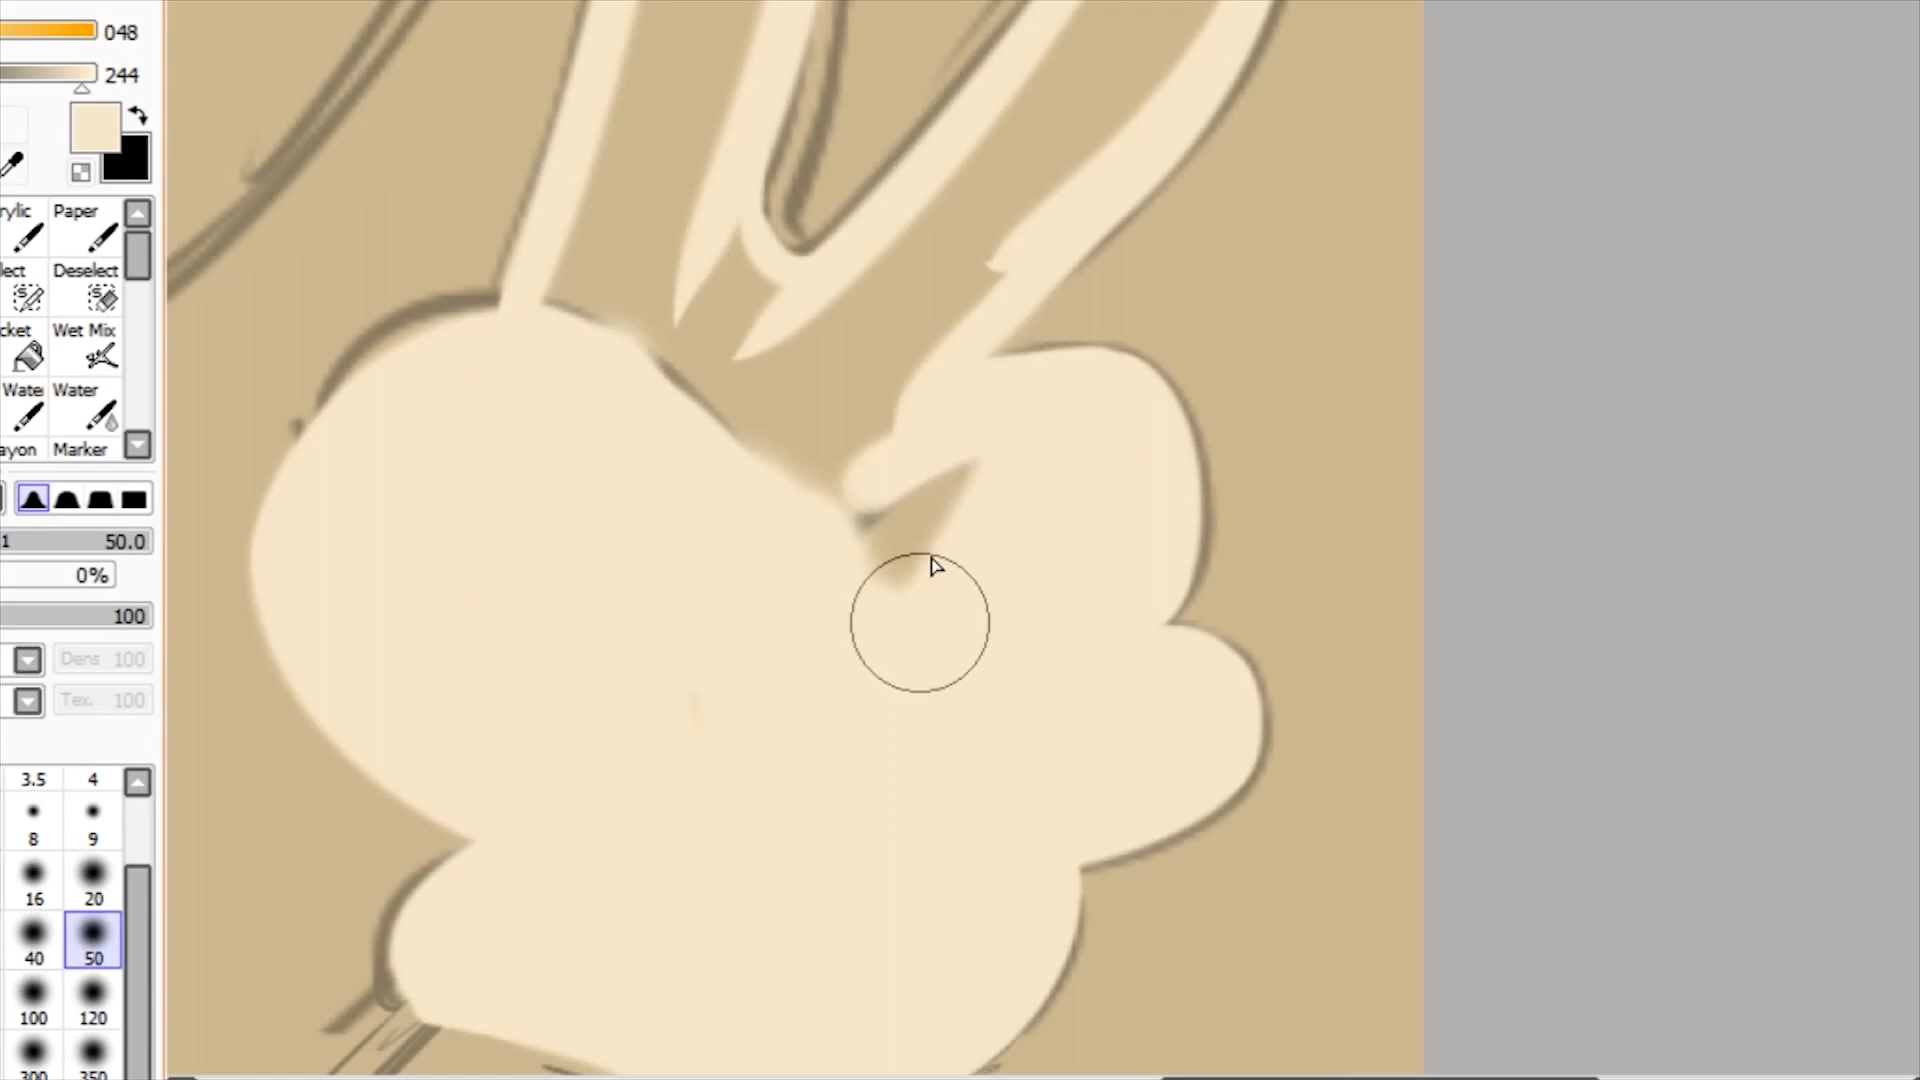 048
244
rylic Paper
lect Deselect
cket Wet Mix
Wate Water
ayon Marker
1 50.0
0%
100
Dens 100
Tex. 100
3.5 4
8 9
16 20
40 50
100 120
300 350